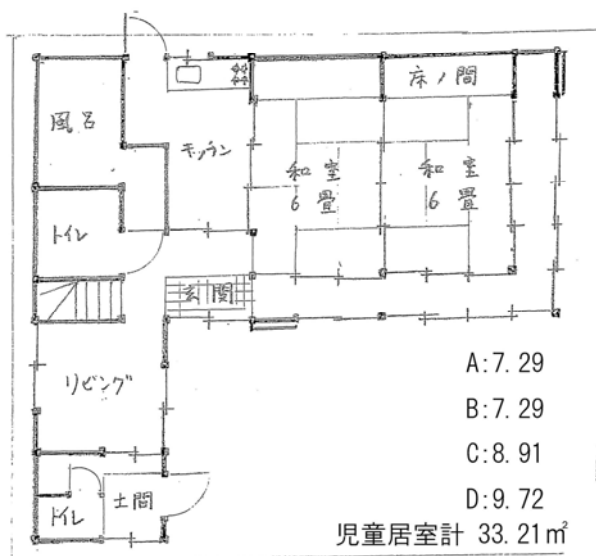 床ノ間
風呂
キッチン
和室
6畳
和室
6畳
トイレ
玄関
リビング
A:7.29
B:7.29
C:8.91
D:9.72
児童居室計 33.21㎡
土間
トイレ